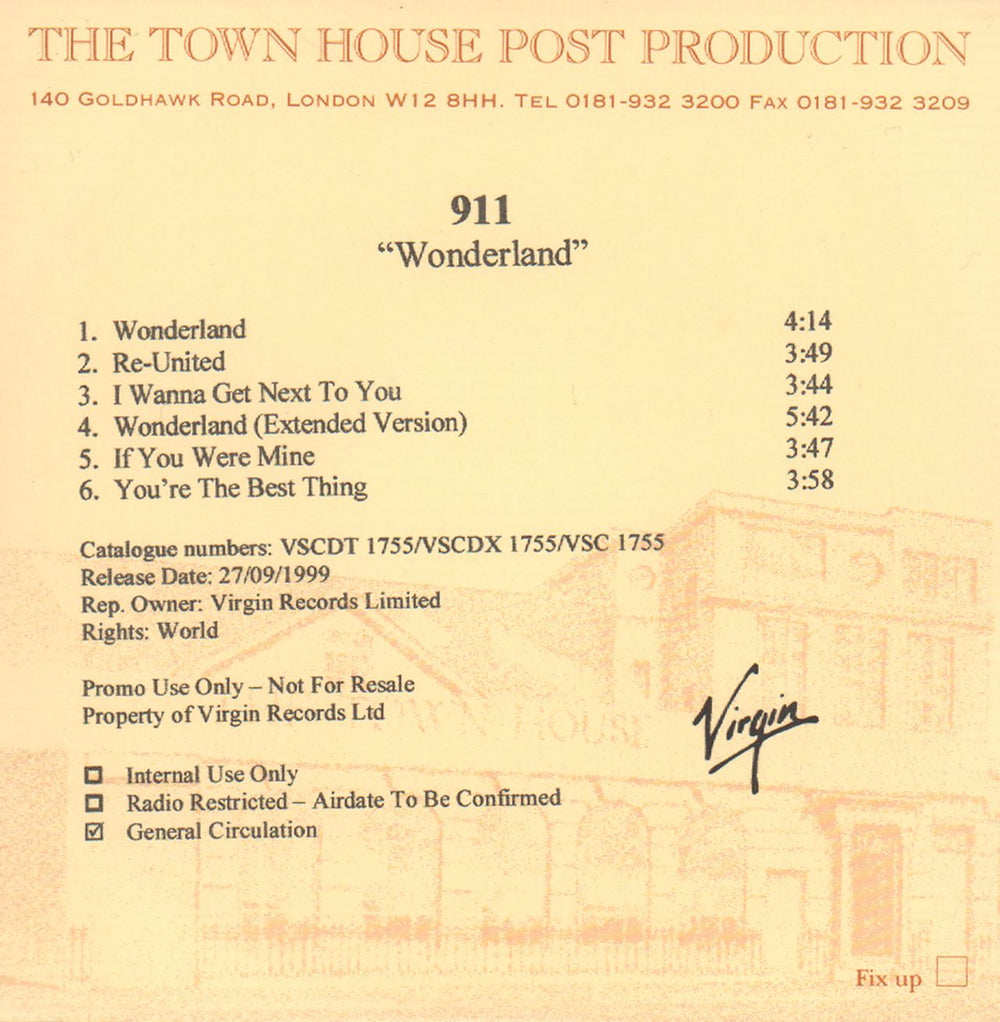 THE TOWN HOUSE POST PRODUCTION
140 GOLDHAWK ROAD, LONDON W12 8HH. TEL 0181-932 3200 FAX 0181-932 3209
911
“Wonderland”
1. Wonderland 4:14
2. Re-United 3:49
3. I Wanna Get Next To You 3:44
4. Wonderland (Extended Version) 5:42
5. If You Were Mine 3:47
6. You’re The Best Thing 3:58
Catalogue numbers: VSCDT 1755/VSCDX 1755/VSC 1755
Release Date: 27/09/1999
Rep. Owner: Virgin Records Limited
Rights: World
Promo Use Only – Not For Resale
Property of Virgin Records Ltd
TOWN HOUSE
Virgin
☐ Internal Use Only
☐ Radio Restricted – Airdate To Be Confirmed
☑ General Circulation
Fix up ☐